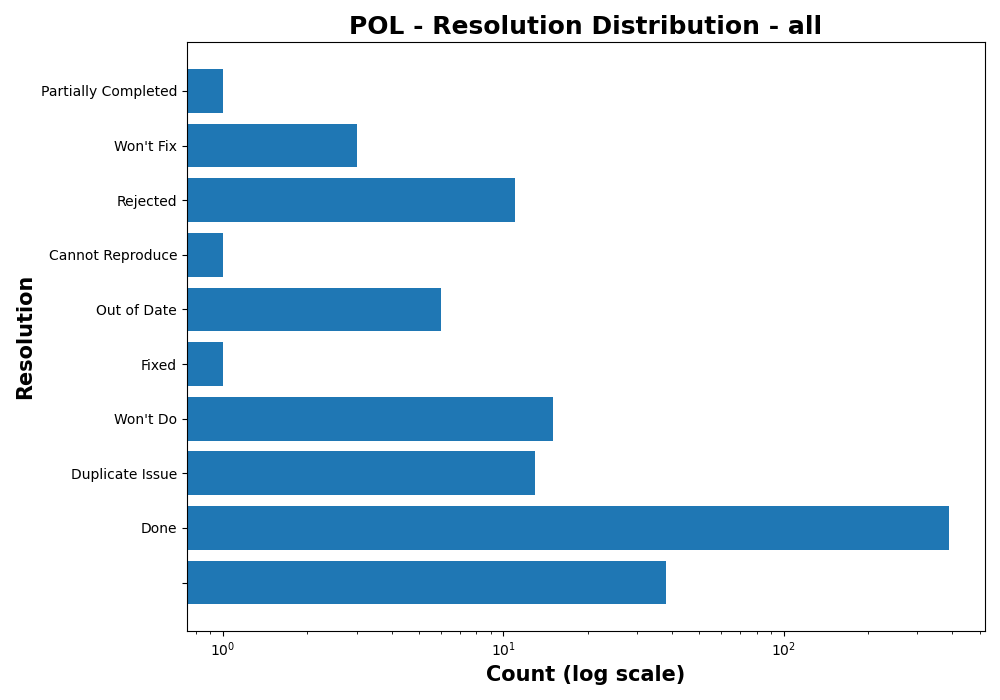 POL - Resolution Distribution - all
Partially Completed
Won't Fix
Rejected
Cannot Reproduce
Out of Date
Fixed
Won't Do
Duplicate Issue
Done
Resolution
10⁰ 10¹ 10²
Count (log scale)